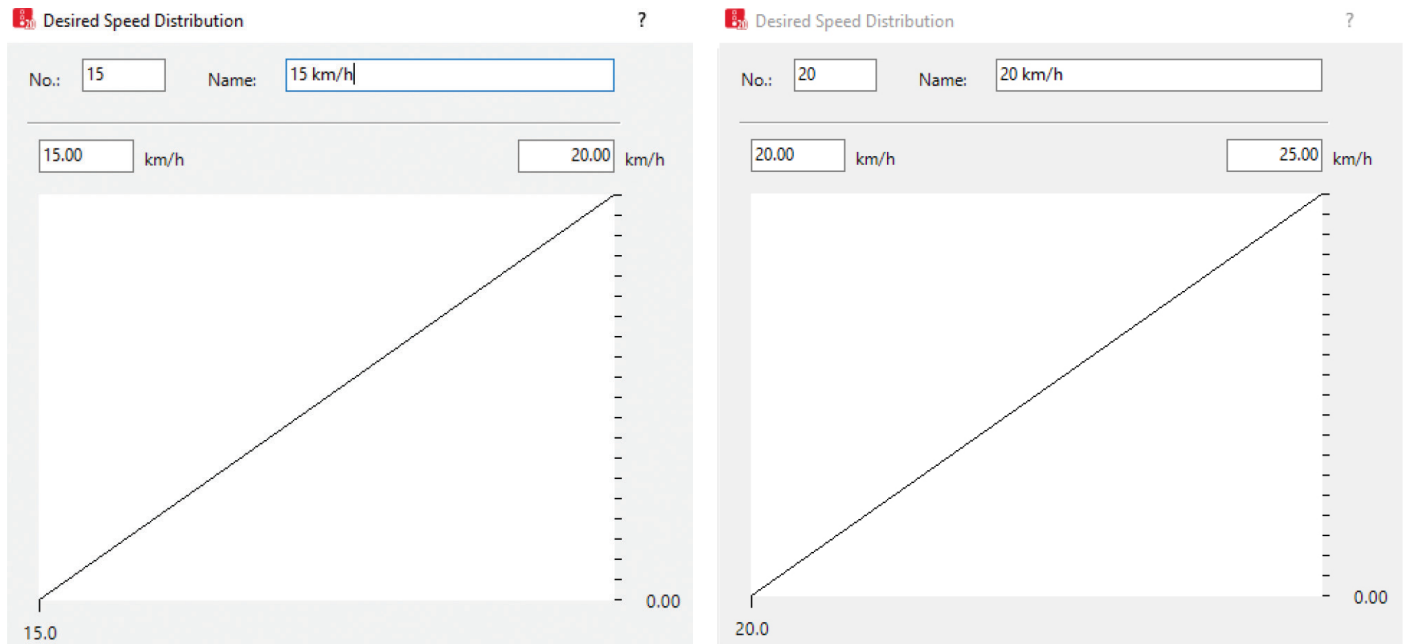 Desired Speed Distribution ?
No.: 15 Name: 15 km/h
15.00 km/h 20.00 km/h
0.00
15.0
Desired Speed Distribution ?
No.: 20 Name: 20 km/h
20.00 km/h 25.00 km/h
0.00
20.0